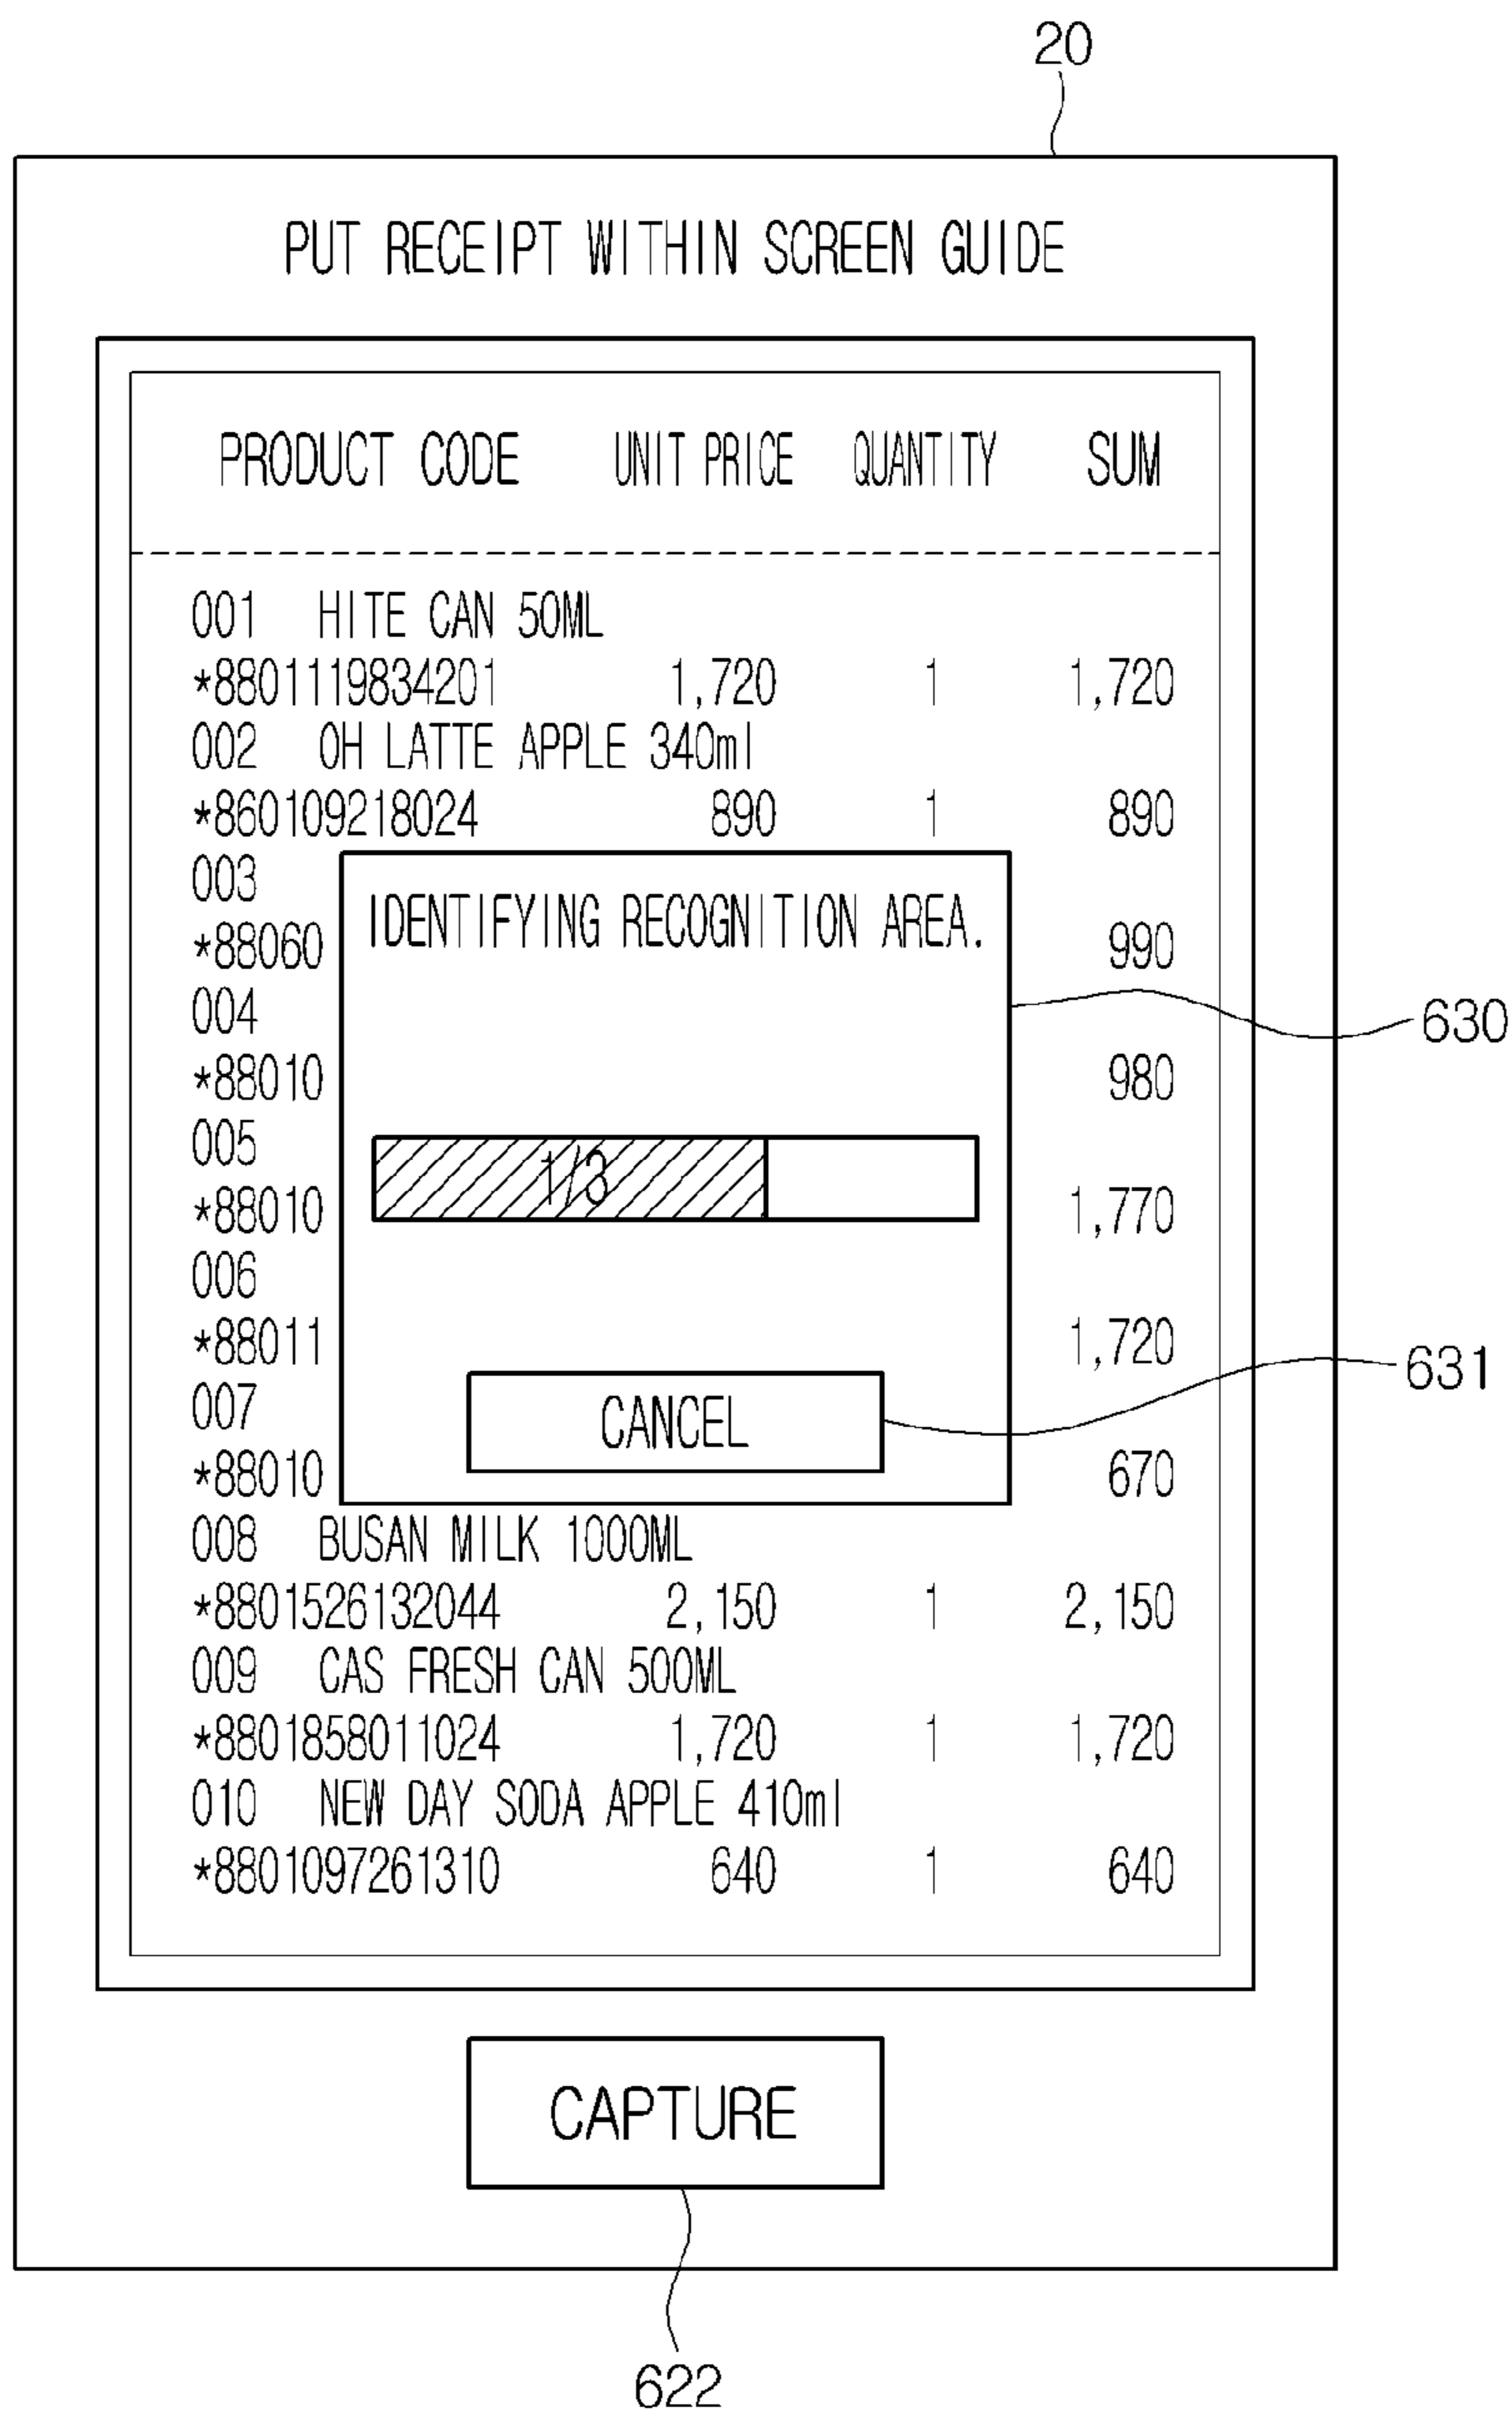 20
PUT RECEIPT WITHIN SCREEN GUIDE
PRODUCT CODE UNIT PRICE QUANTITY SUM
001 HITE CAN 50ML
*8801119834201 1,720 1 1,720
002 OH LATTE APPLE 340ml
*860109218024 890 1 890
003
*88060 990
004
*88010 980
005
*88010 1,770
006
*88011 1,720
007
*88010 670
IDENTIFYING RECOGNITION AREA.
1/3
CANCEL
630
631
008 BUSAN MILK 1000ML
*8801526132044 2,150 1 2,150
009 CAS FRESH CAN 500ML
*8801858011024 1,720 1 1,720
010 NEW DAY SODA APPLE 410ml
*8801097261310 640 1 640
CAPTURE
622